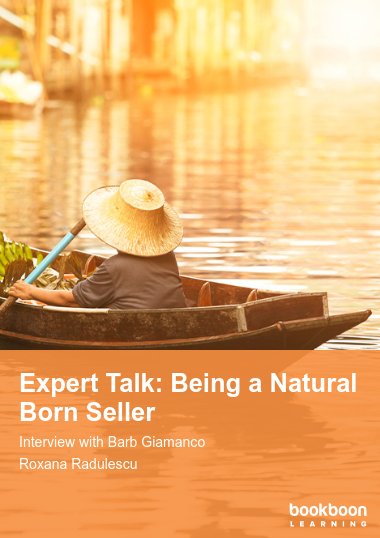 Expert Talk: Being a Natural
Born Seller
Interview with Barb Giamanco
Roxana Radulescu
bookboon
LEARNING